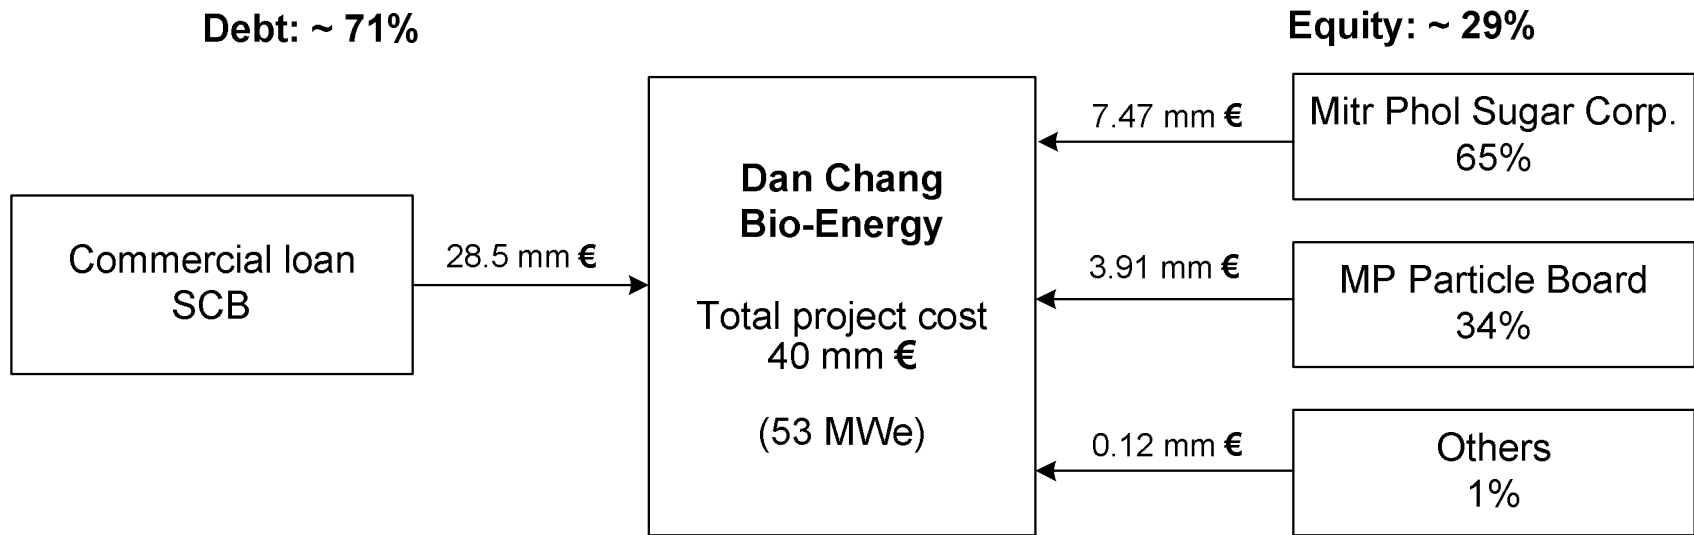 Debt: ~ 71%
Equity: ~ 29%
Commercial loan
SCB
28.5 mm €
Dan Chang
Bio-Energy
Total project cost
40 mm €
(53 MWe)
7.47 mm €
Mitr Phol Sugar Corp.
65%
3.91 mm €
MP Particle Board
34%
0.12 mm €
Others
1%